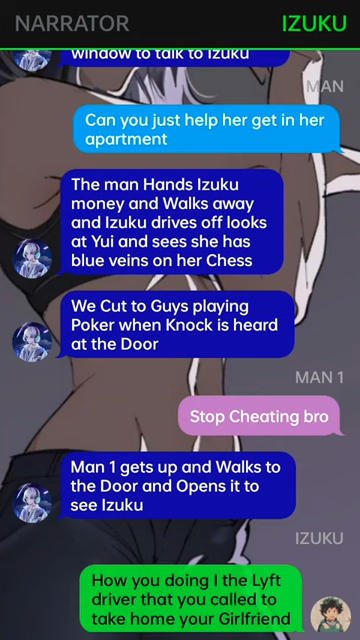 NARRATOR IZUKU
window to talk to Izuku
MAN
Can you just help her get in her
apartment
The man Hands Izuku
money and Walks away
and Izuku drives off looks
at Yui and sees she has
blue veins on her Chess
We Cut to Guys playing
Poker when Knock is heard
at the Door
MAN 1
Stop Cheating bro
Man 1 gets up and Walks to
the Door and Opens it to
see Izuku
IZUKU
How you doing I the Lyft
driver that you called to
take home your Girlfriend